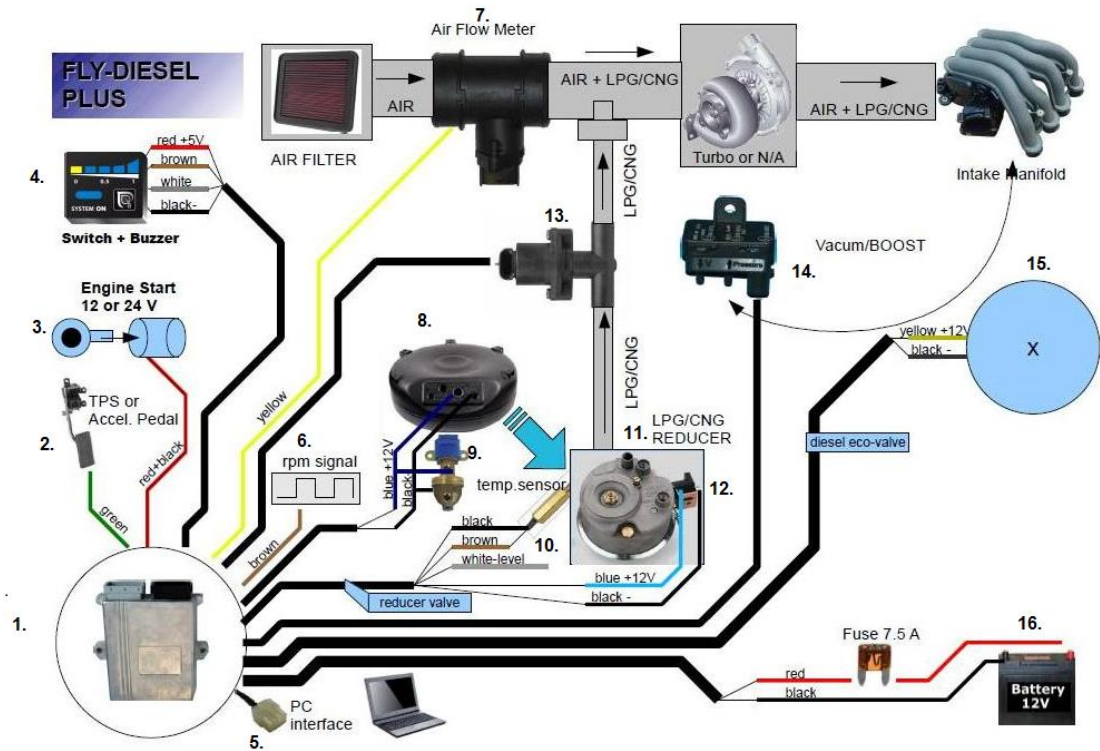 7.
Air Flow Meter
FLY-DIESEL
PLUS
AIR
AIR + LPG/CNG
AIR + LPG/CNG
AIR FILTER
Turbo or N/A
Intake Manifold
4.
red +5V
brown
white
black-
0 0.5 1
SYSTEM ON
Switch + Buzzer
LPG/CNG
13.
Vacum/BOOST
14.
Pressure
15.
Engine Start
12 or 24 V
3.
8.
yellow +12V
black -
X
TPS or
Accel. Pedal
2.
red+black
yellow
LPG/CNG
11.
LPG/CNG
REDUCER
diesel eco-valve
6.
rpm signal
blue +12V
black
9.
temp.sensor
12.
green
brown
black
brown
white-level
10.
blue +12V
black -
reducer valve
1.
Fuse 7.5 A
16.
red
black
Battery
12V
PC
interface
5.